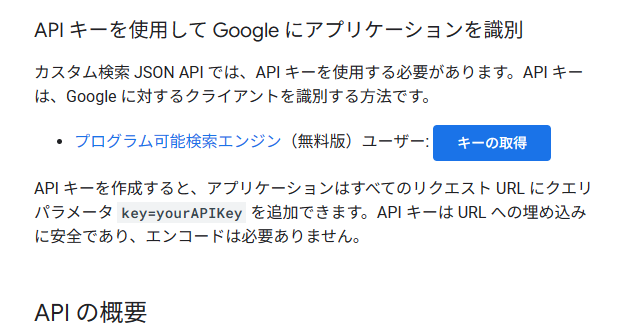 API キーを使用して Google にアプリケーションを識別
カスタム検索 JSON API では、API キーを使用する必要があります。API キー
は、Google に対するクライアントを識別する方法です。
• プログラム可能検索エンジン（無料版）ユーザー: キーの取得
API キーを作成すると、アプリケーションはすべてのリクエスト URL にクエリ
パラメータ key=yourAPIKey を追加できます。API キーは URL への埋め込み
に安全であり、エンコードは必要ありません。
API の概要